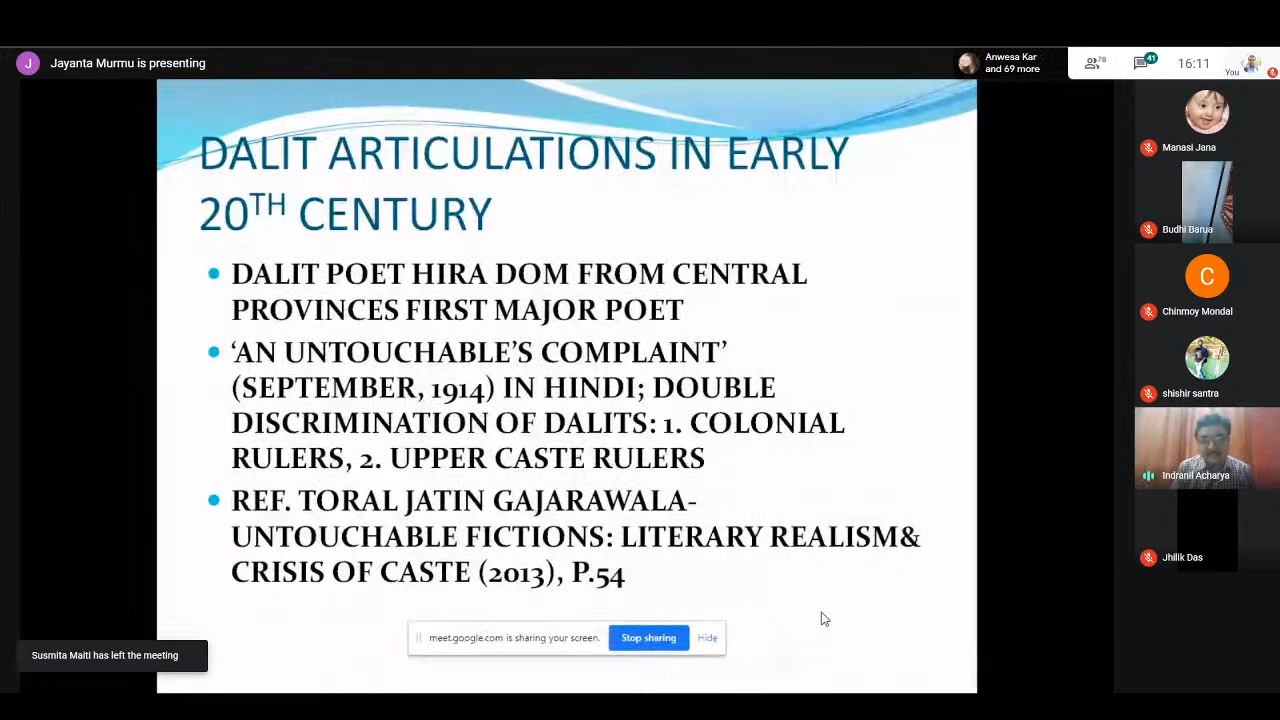 J
Jayanta Murmu is presenting
Anwesa Kar
and 69 more
78
41
16:11
You
DALIT ARTICULATIONS IN EARLY
20TH CENTURY
DALIT POET HIRA DOM FROM CENTRAL
PROVINCES FIRST MAJOR POET
‘AN UNTOUCHABLE’S COMPLAINT’
(SEPTEMBER, 1914) IN HINDI; DOUBLE
DISCRIMINATION OF DALITS: 1. COLONIAL
RULERS, 2. UPPER CASTE RULERS
REF. TORAL JATIN GAJARAWALA-
UNTOUCHABLE FICTIONS: LITERARY REALISM&
CRISIS OF CASTE (2013), P.54
meet.google.com is sharing your screen.
Stop sharing
Hide
Susmita Maiti has left the meeting
Manasi Jana
Budhi Barua
C
Chinmoy Mondal
shishir santra
Indranil Acharya
Jhilik Das